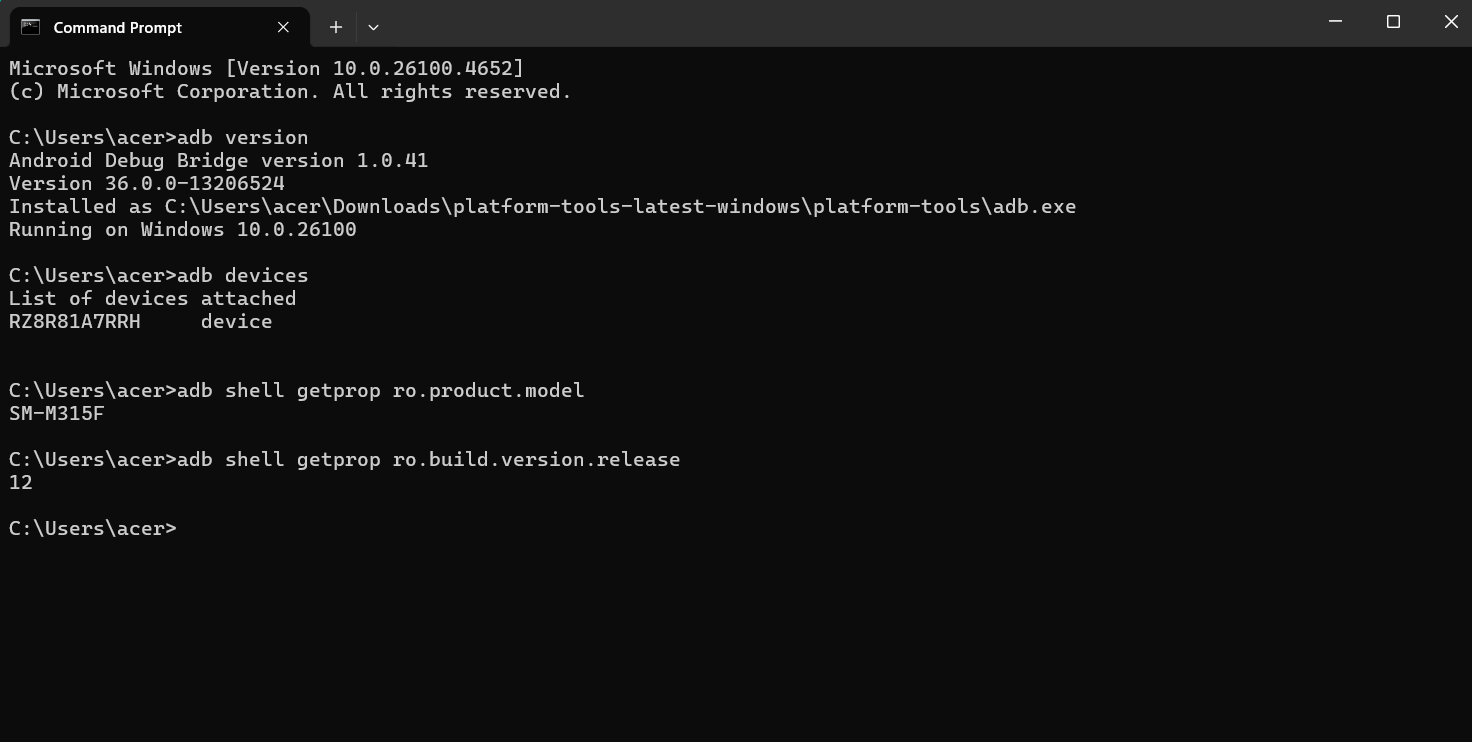 Command Prompt
Microsoft Windows [Version 10.0.26100.4652]
(c) Microsoft Corporation. All rights reserved.
C:\Users\acer>adb version
Android Debug Bridge version 1.0.41
Version 36.0.0-13206524
Installed as C:\Users\acer\Downloads\platform-tools-latest-windows\platform-tools\adb.exe
Running on Windows 10.0.26100
C:\Users\acer>adb devices
List of devices attached
RZ8R81A7RRH     device
C:\Users\acer>adb shell getprop ro.product.model
SM-M315F
C:\Users\acer>adb shell getprop ro.build.version.release
12
C:\Users\acer>